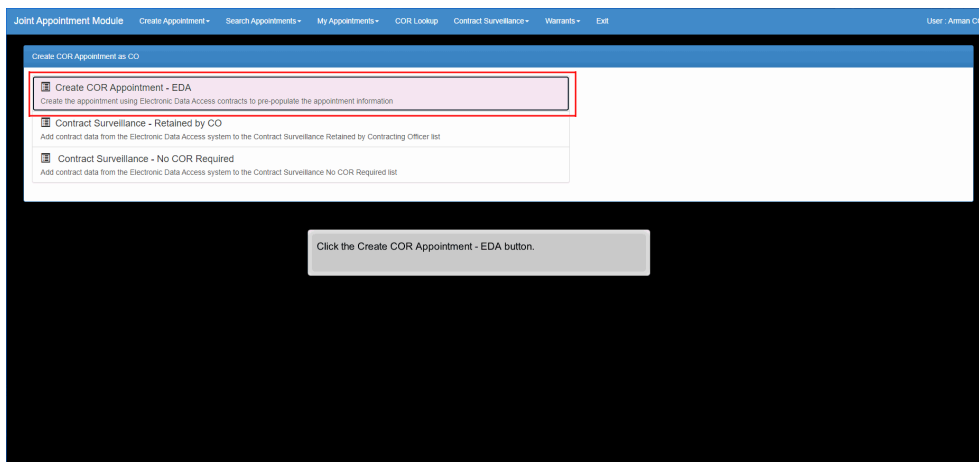 Joint Appointment Module Create Appointment Search Appointments My Appointments COR Lookup Contract Surveillance Warrants Exit User : Arman
Create COR Appointment as CO
Create COR Appointment - EDA
Create the appointment using Electronic Data Access contracts to pre-populate the appointment information
Contract Surveillance - Retained by CO
Add contract data from the Electronic Data Access system to the Contract Surveillance Retained by Contracting Officer list
Contract Surveillance - No COR Required
Add contract data from the Electronic Data Access system to the Contract Surveillance No COR Required list
Click the Create COR Appointment - EDA button.